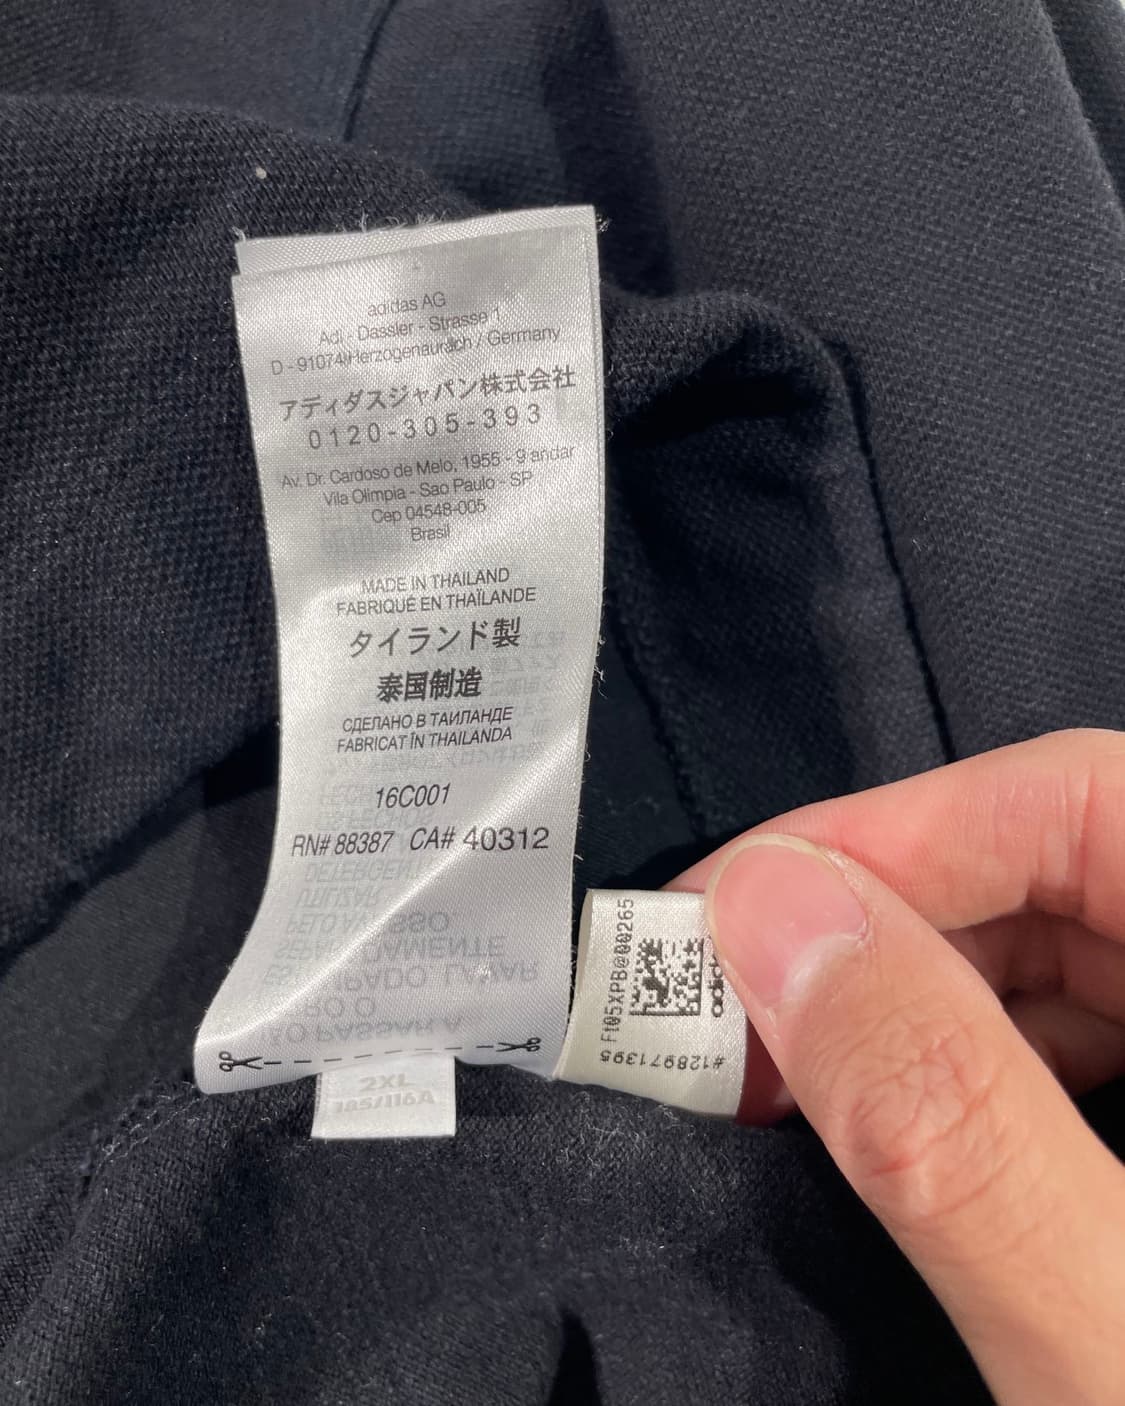 adidas AG
Adi - Dassler - Strasse 1
D - 91074 Herzogenaurach / Germany
アディダスジャパン株式会社
0120-305-393
Av. Dr. Cardoso de Melo, 1955 - 9 andar
Vila Olimpia - Sao Paulo - SP
Cep 04548-005
Brasil
MADE IN THAILAND
FABRIQUÉ EN THAÏLANDE
タイランド製
泰国制造
СДЕЛАНО В ТАИЛАНДЕ
FABRICAT ÎN THAILANDA
16C001
RN# 88387 CA# 40312
2XL
185/116A
adidas
#128971395